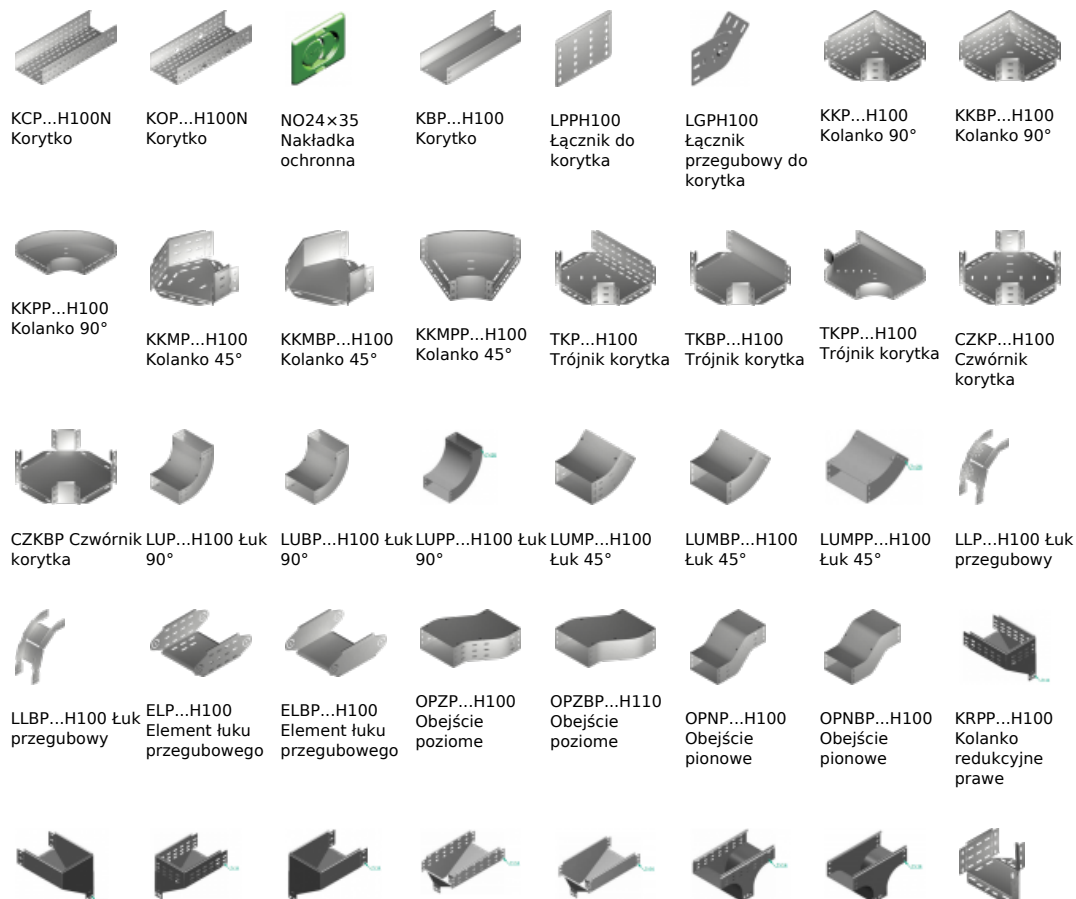 KCP...H100N
Korytko
KOP...H100N
Korytko
NO24×35
Nakładka
ochronna
KBP...H100
Korytko
LPPH100
Łącznik do
korytka
LGPH100
Łącznik
przegubowy do
korytka
KKP...H100
Kolanko 90°
KKBP...H100
Kolanko 90°
KKPP...H100
Kolanko 90°
KKMP...H100
Kolanko 45°
KKMBP...H100
Kolanko 45°
KKMPP...H100
Kolanko 45°
TKP...H100
Trójnik korytka
TKBP...H100
Trójnik korytka
TKPP...H100
Trójnik korytka
CZKP...H100
Czwórnik
korytka
CZKBP Czwórnik
korytka
LUP...H100 Łuk
90°
LUBP...H100 Łuk
90°
LUPP...H100 Łuk
90°
LUMP...H100
Łuk 45°
LUMBP...H100
Łuk 45°
LUMPP...H100
Łuk 45°
LLP...H100 Łuk
przegubowy
LLBP...H100 Łuk
przegubowy
ELP...H100
Element łuku
przegubowego
ELBP...H100
Element łuku
przegubowego
OPZP...H100
Obejście
poziome
OPZBP...H110
Obejście
poziome
OPNP...H100
Obejście
pionowe
OPNBP...H100
Obejście
pionowe
KRPP...H100
Kolanko
redukcyjne
prawe